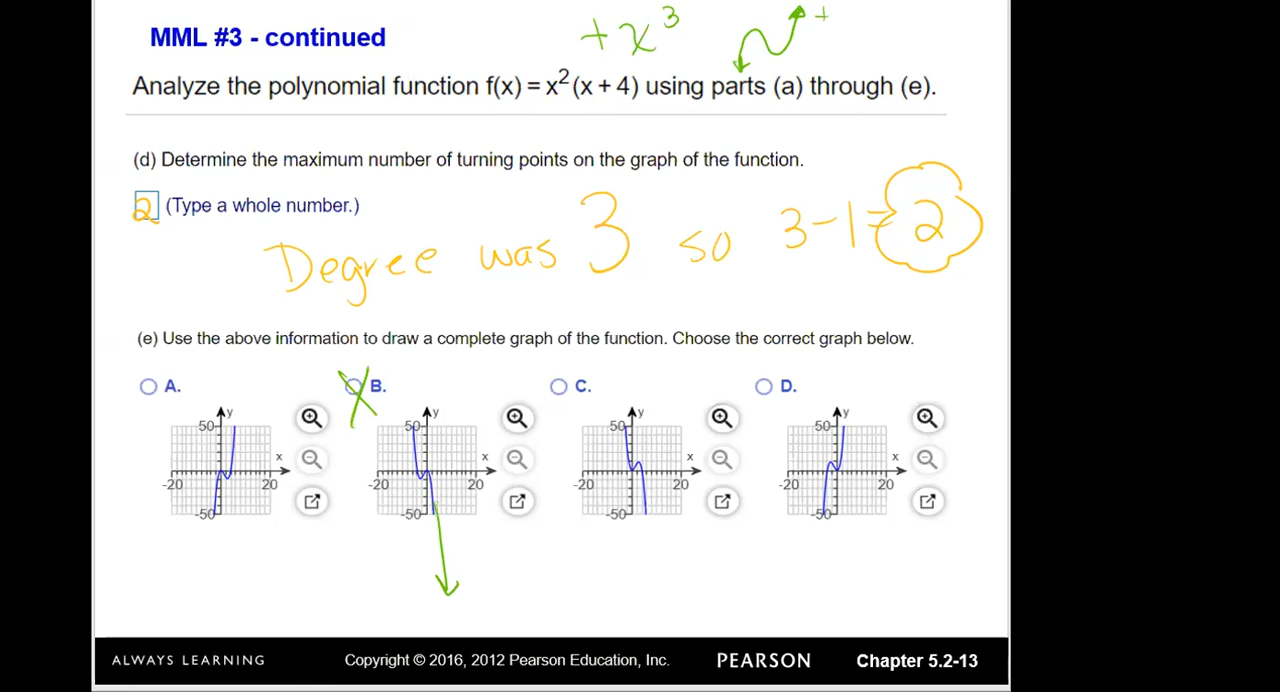 MML #3 - continued
+x³
+
Analyze the polynomial function f(x) = x²(x + 4) using parts (a) through (e).
(d) Determine the maximum number of turning points on the graph of the function.
2 (Type a whole number.)
Degree was 3 so 3-1=2
(e) Use the above information to draw a complete graph of the function. Choose the correct graph below.
A. B. C. D.
50 y 50 y 50 y 50 y
x x x x
-20 20 -20 20 -20 20 -20 20
-50 -50 -50 -50
ALWAYS LEARNING Copyright © 2016, 2012 Pearson Education, Inc. PEARSON Chapter 5.2-13